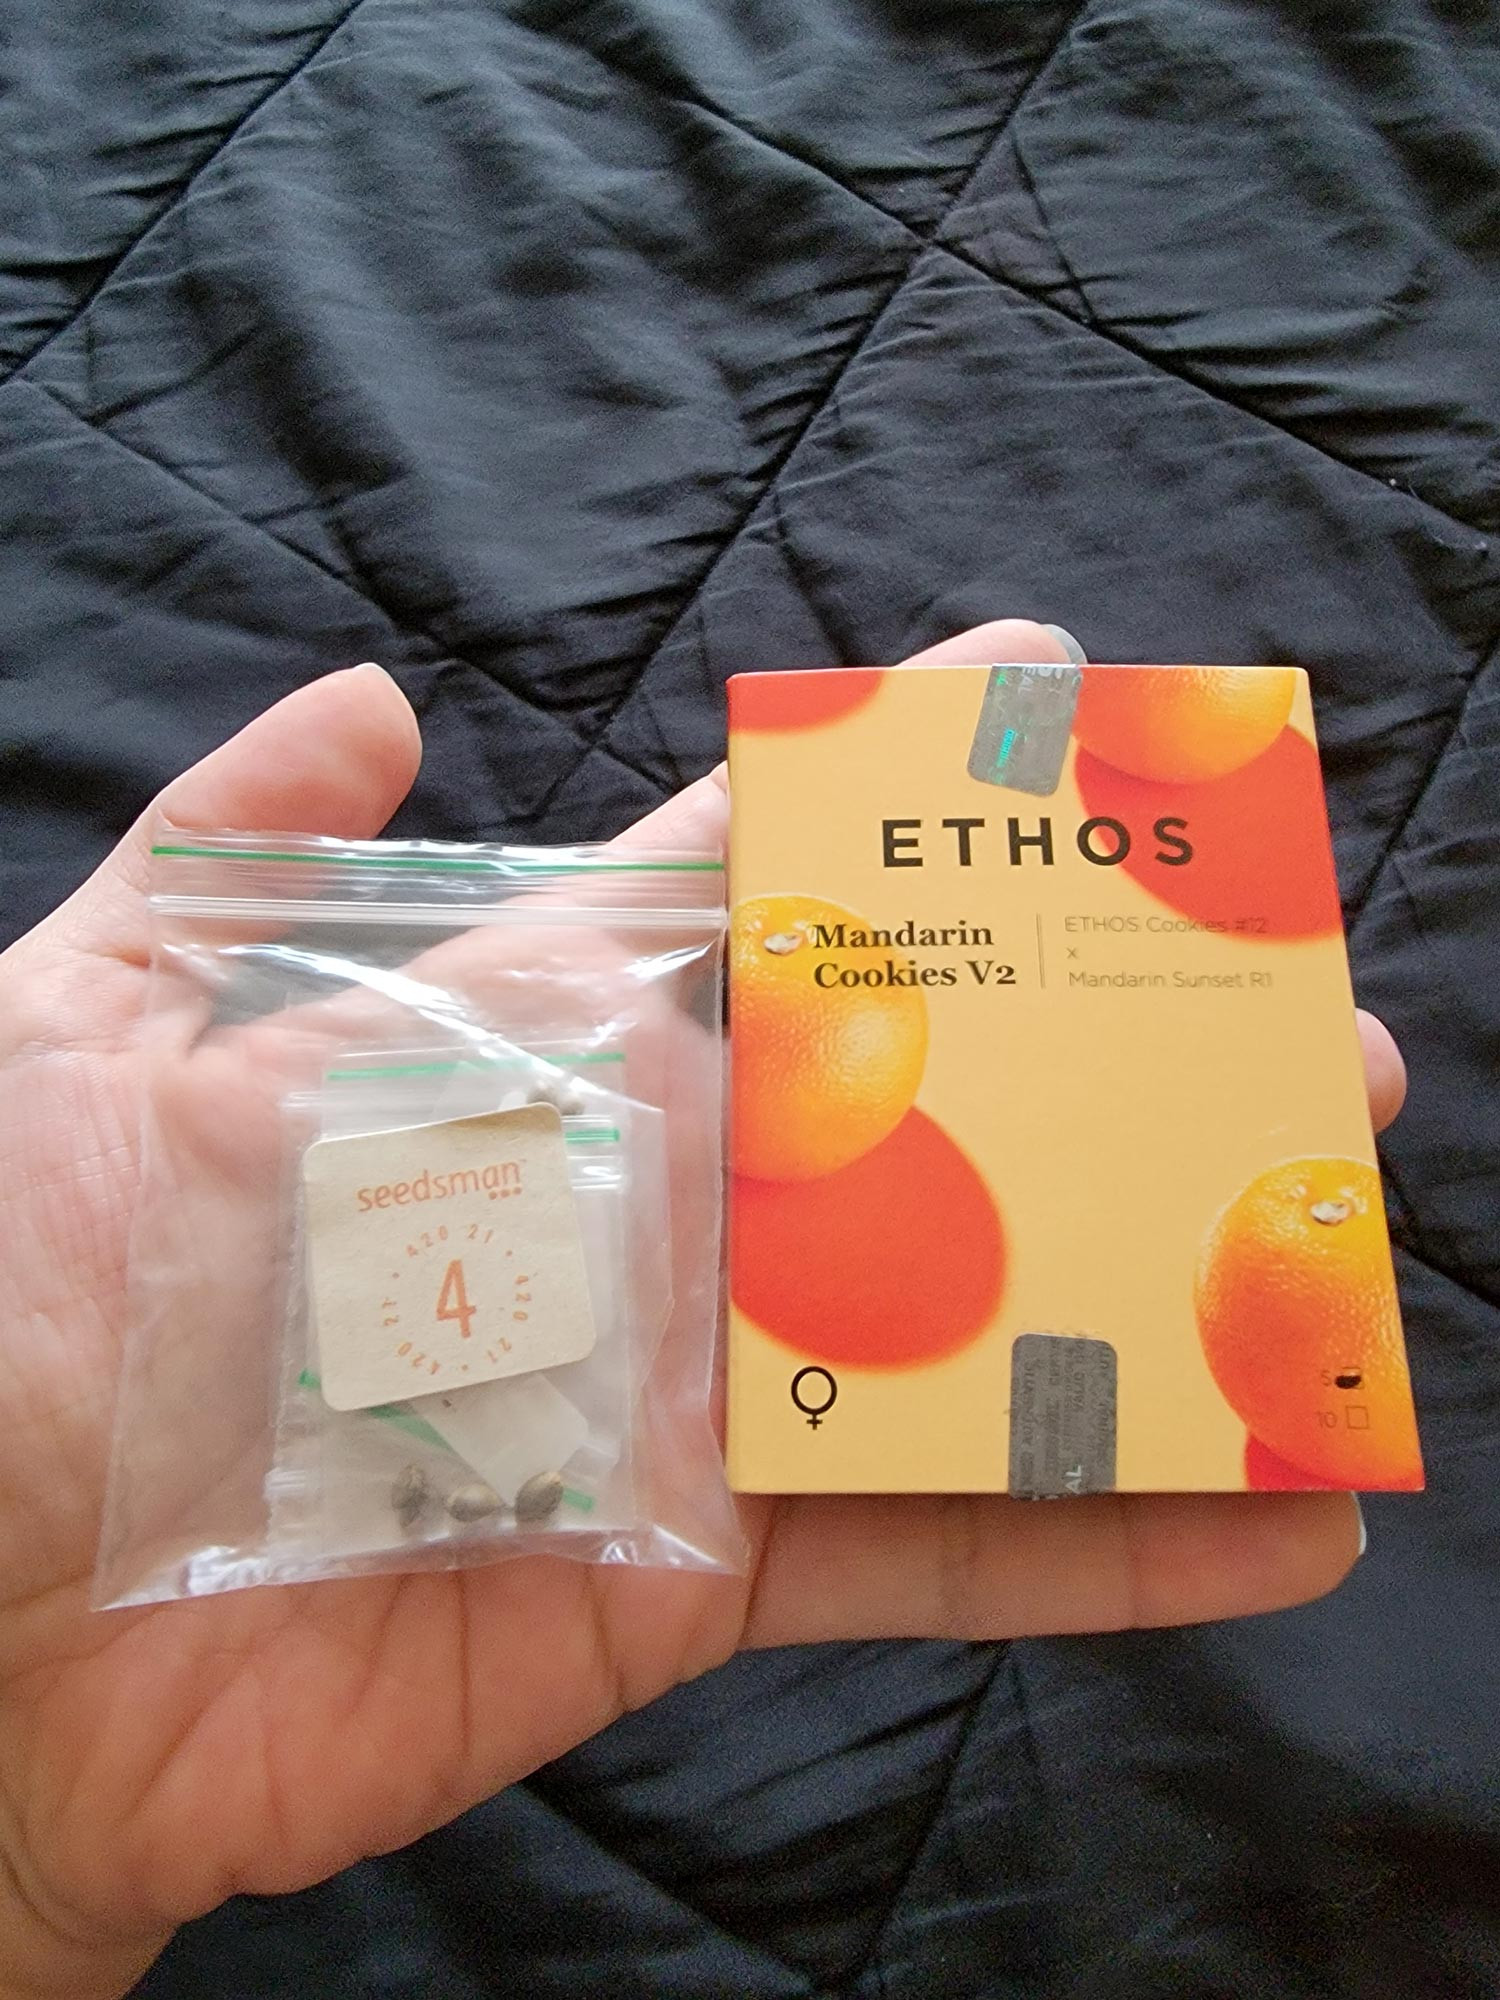 seedsman
420 21 • 420 21 • 420 21 •
4
ETHOS
Mandarin
Cookies V2
ETHOS Cookies #12
x
Mandarin Sunset R1
5
10
SEAL